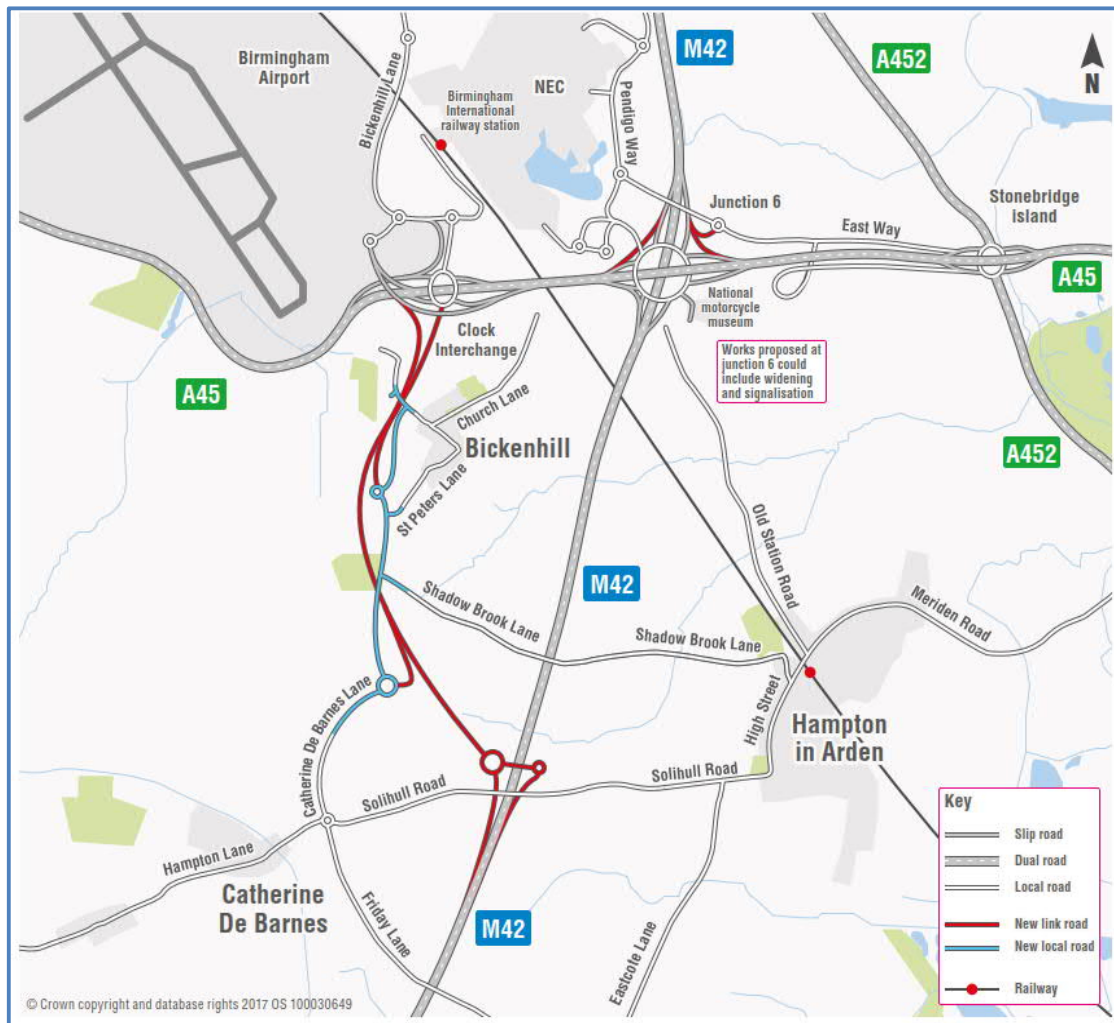 Birmingham
Airport
Bickenhill Lane
Birmingham
International
railway station
NEC
Pendigo Way
M42
A452
N
Junction 6
East Way
Stonebridge
island
A45
National
motorcycle
museum
Clock
Interchange
Works proposed at
junction 6 could
include widening
and signalisation
A45
Church Lane
Bickenhill
St Peters Lane
A452
Old Station Road
M42
Shadow Brook Lane
Shadow Brook Lane
Meriden Road
High Street
Hampton
in Arden
Catherine De Barnes Lane
Solihull Road
Solihull Road
Hampton Lane
Catherine
De Barnes
Friday Lane
M42
Eastcote Lane
Key
Slip road
Dual road
Local road
New link road
New local road
Railway
© Crown copyright and database rights 2017 OS 100030649